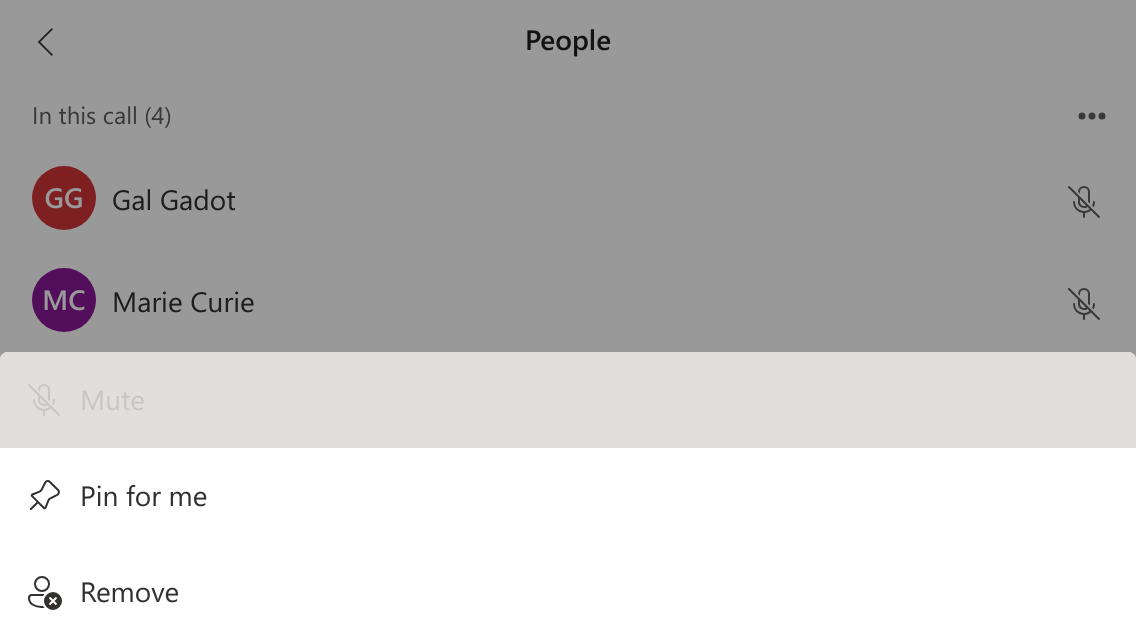 People
In this call (4)
GG Gal Gadot
MC Marie Curie
Mute
Pin for me
Remove